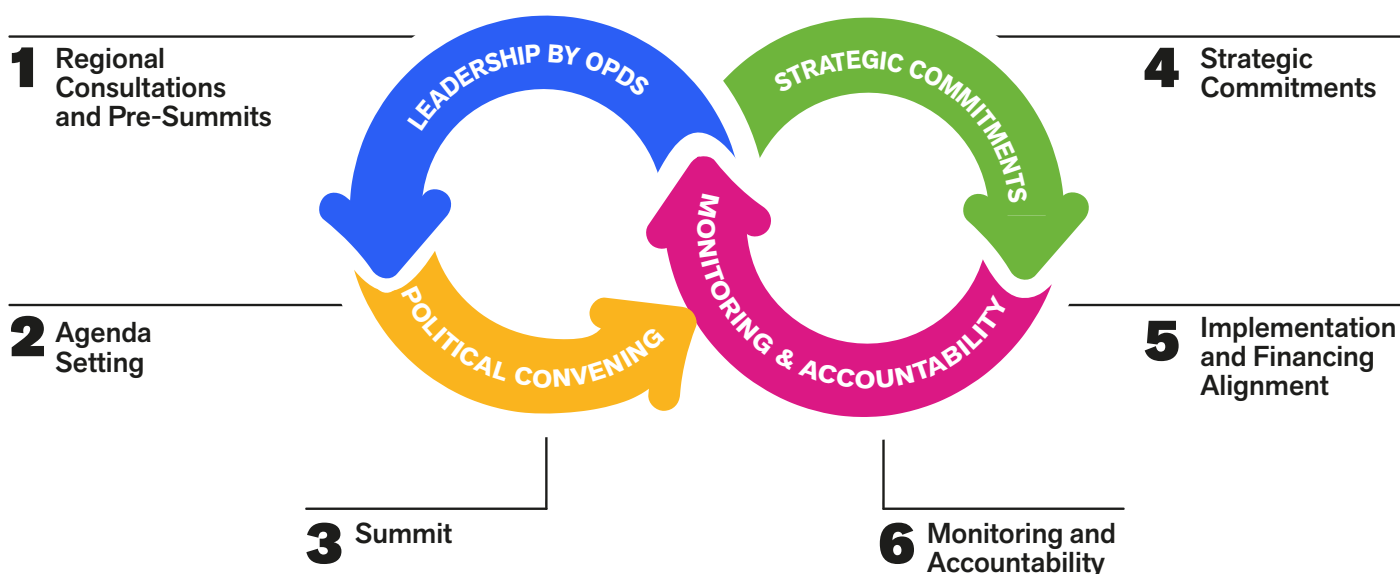 1 Regional
Consultations
and Pre-Summits
LEADERSHIP BY OPDS
STRATEGIC COMMITMENTS
4 Strategic
Commitments
2 Agenda
Setting
POLITICAL CONVENING
MONITORING & ACCOUNTABILITY
5 Implementation
and Financing
Alignment
3 Summit
6 Monitoring and
Accountability